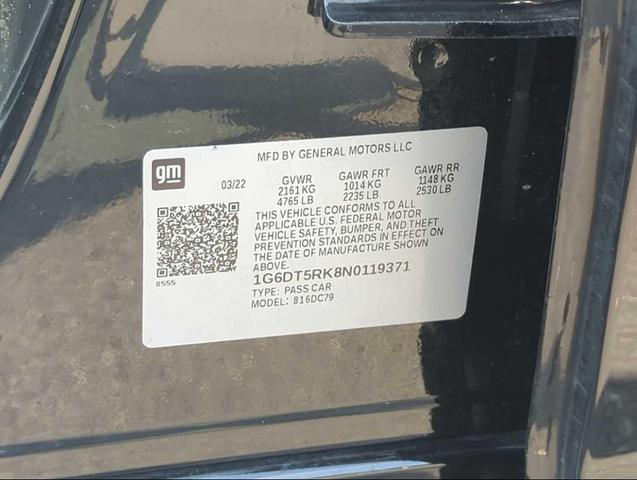 MFD BY GENERAL MOTORS LLC
gm
03/22
GVWR GAWR FRT GAWR RR
2161 KG 1014 KG 1148 KG
4765 LB 2235 LB 2530 LB
THIS VEHICLE CONFORMS TO ALL
APPLICABLE U.S. FEDERAL MOTOR
VEHICLE SAFETY, BUMPER, AND THEFT
PREVENTION STANDARDS IN EFFECT ON
THE DATE OF MANUFACTURE SHOWN
ABOVE.
8555
1G6DT5RK8N0119371
TYPE: PASS CAR
MODEL: 816DC79